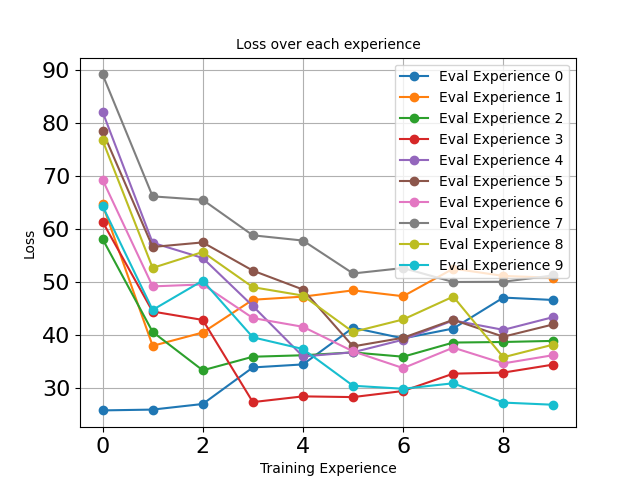 Loss over each experience
90
80
70
60
50
40
30
Loss
0 2 4 6 8
Training Experience
Eval Experience 0
Eval Experience 1
Eval Experience 2
Eval Experience 3
Eval Experience 4
Eval Experience 5
Eval Experience 6
Eval Experience 7
Eval Experience 8
Eval Experience 9